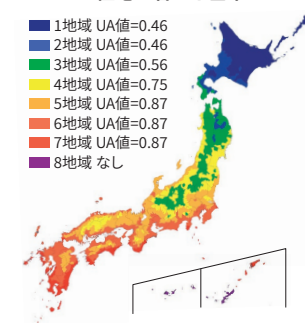 1地域 UA値=0.46
2地域 UA値=0.46
3地域 UA値=0.56
4地域 UA値=0.75
5地域 UA値=0.87
6地域 UA値=0.87
7地域 UA値=0.87
8地域 なし